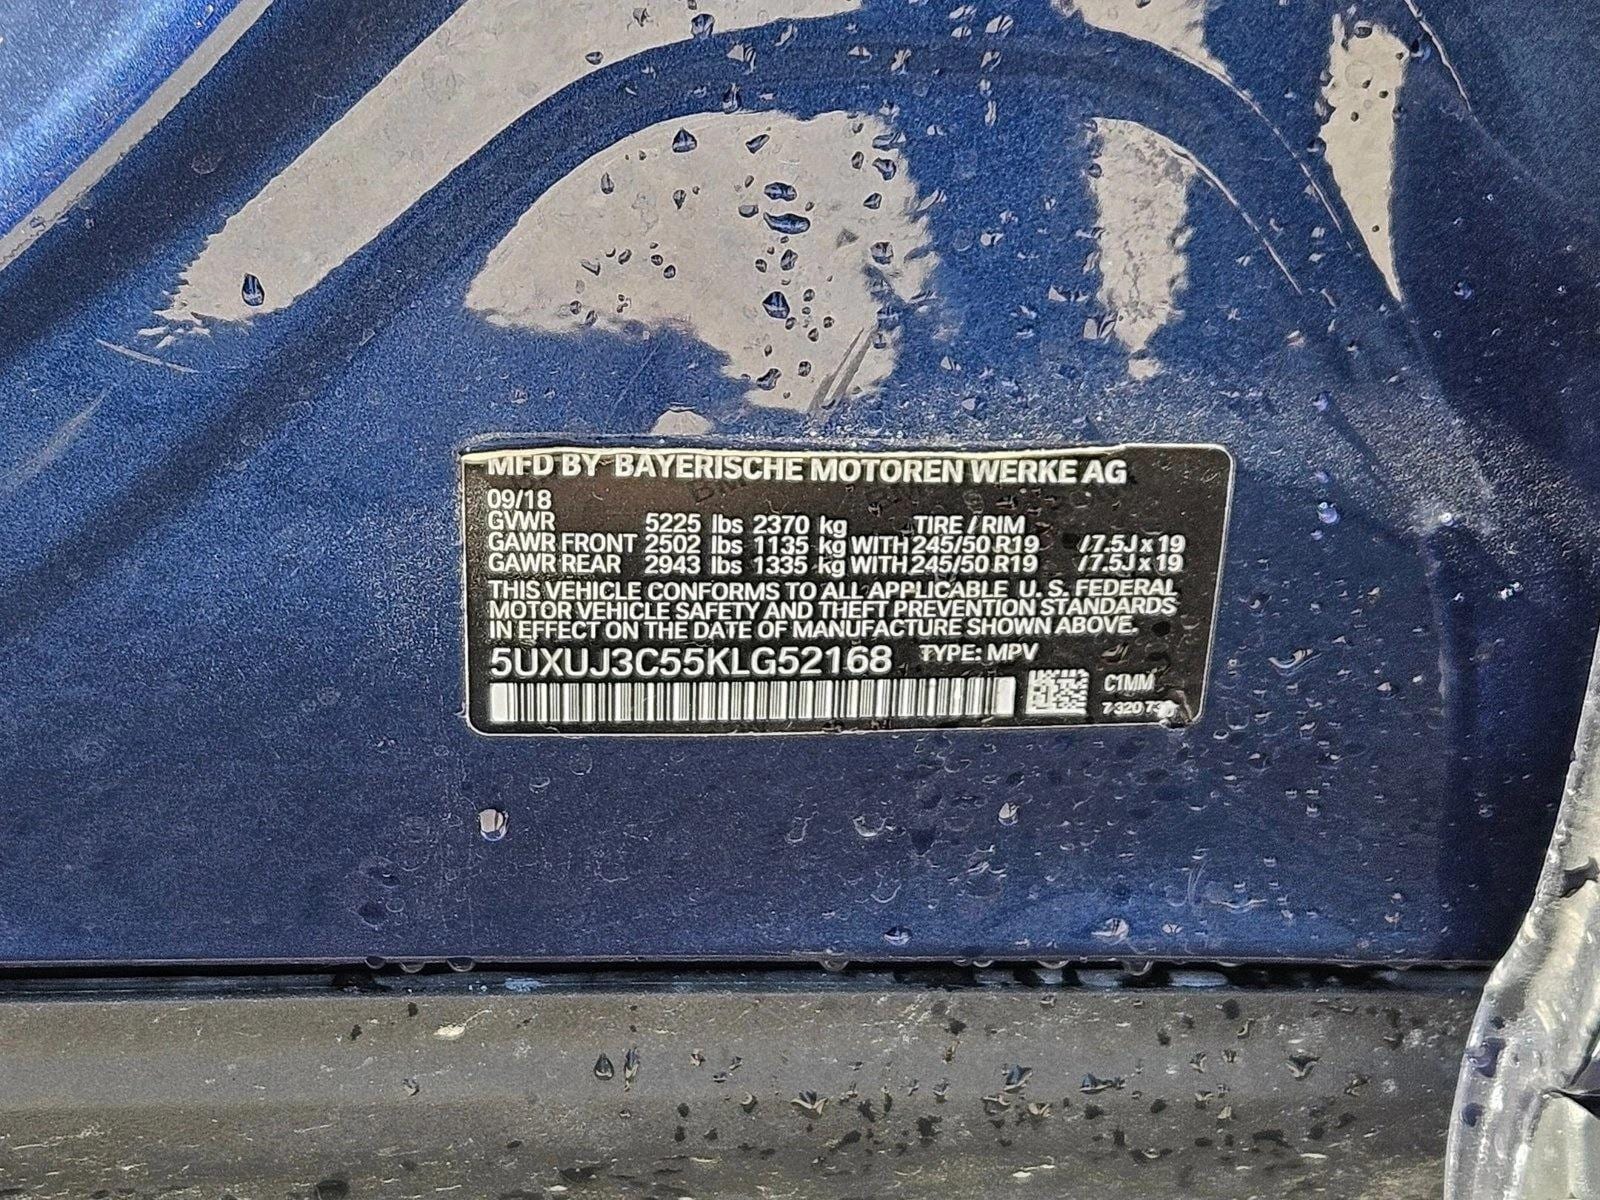 MFD BY BAYERISCHE MOTOREN WERKE AG
09/18
GVWR 5225 lbs 2370 kg TIRE / RIM
GAWR FRONT 2502 lbs 1135 kg WITH 245/50 R19 /7.5J x 19
GAWR REAR 2943 lbs 1335 kg WITH 245/50 R19 /7.5J x 19
THIS VEHICLE CONFORMS TO ALL APPLICABLE U. S. FEDERAL
MOTOR VEHICLE SAFETY AND THEFT PREVENTION STANDARDS
IN EFFECT ON THE DATE OF MANUFACTURE SHOWN ABOVE.
5UXUJ3C55KLG52168 TYPE: MPV
C1MM
7 320